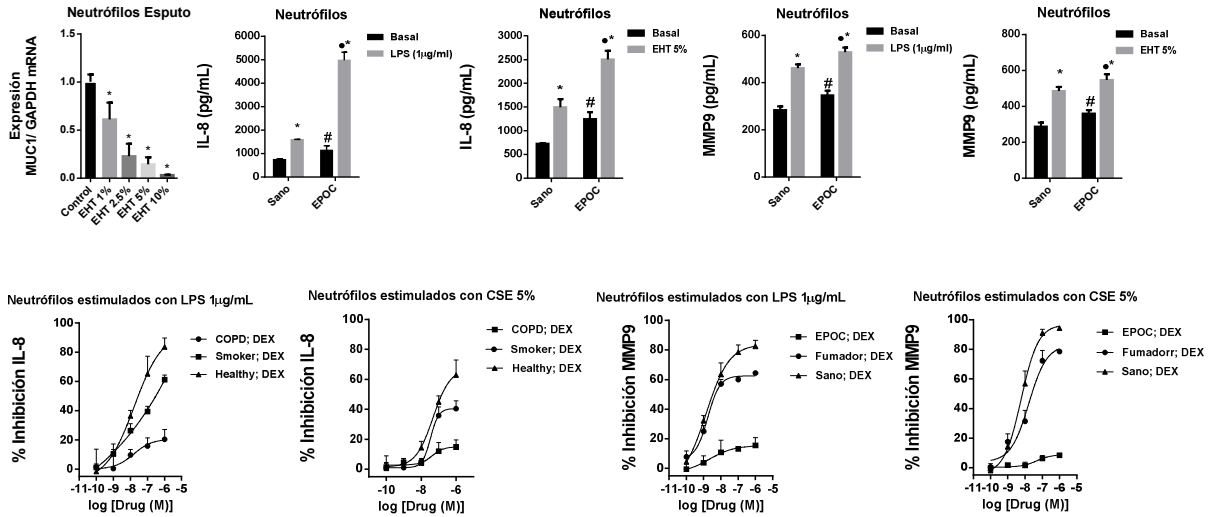 Neutrófilos Esputo
Expresión
MUC1/ GAPDH mRNA
1.5
1.0
0.5
0.0
Control
EHT 1%
EHT 2.5%
EHT 5%
EHT 10%
*
*
*
*
Neutrófilos
IL-8 (pg/mL)
6000
5000
4000
3000
2000
1000
0
Sano
EPOC
*
#
●*
Basal
LPS (1µg/ml)
Neutrófilos
IL-8 (pg/mL)
3000
2500
2000
1500
1000
500
0
Sano
EPOC
*
#
●*
Basal
EHT 5%
Neutrófilos
MMP9 (pg/mL)
600
400
200
0
Sano
EPOC
*
#
●*
Basal
LPS (1µg/ml)
Neutrófilos
MMP9 (pg/mL)
800
600
400
200
0
Sano
EPOC
*
#
●*
Basal
EHT 5%
Neutrófilos estimulados con LPS 1µg/mL
% Inhibición IL-8
100
80
60
40
20
0
-11 -10 -9 -8 -7 -6 -5
log [Drug (M)]
COPD; DEX
Smoker; DEX
Healthy; DEX
Neutrófilos estimulados con CSE 5%
% Inhibición IL-8
100
80
60
40
20
0
-11 -10 -9 -8 -7 -6 -5
log [Drug (M)]
COPD; DEX
Smoker; DEX
Healthy; DEX
Neutrófilos estimulados con LPS 1µg/mL
% Inhibición MMP9
100
80
60
40
20
0
-11 -10 -9 -8 -7 -6 -5
log [Drug (M)]
EPOC; DEX
Fumador; DEX
Sano; DEX
Neutrófilos estimulados con CSE 5%
% Inhibición MMP9
100
80
60
40
20
0
-11 -10 -9 -8 -7 -6 -5
log [Drug (M)]
EPOC; DEX
Fumadorr; DEX
Sano; DEX